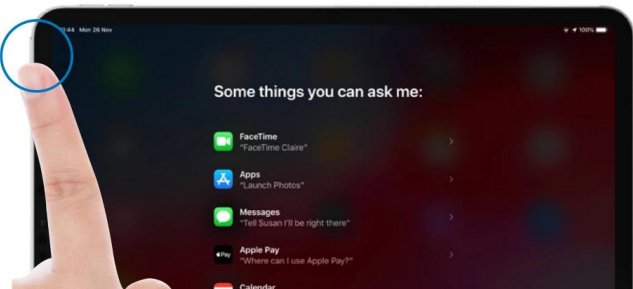 Mon 26 Nov
100%
Some things you can ask me:
FaceTime
"FaceTime Claire"
Apps
"Launch Photos"
Messages
"Tell Susan I'll be right there"
Pay
Apple Pay
"Where can I use Apple Pay?"
Calendar